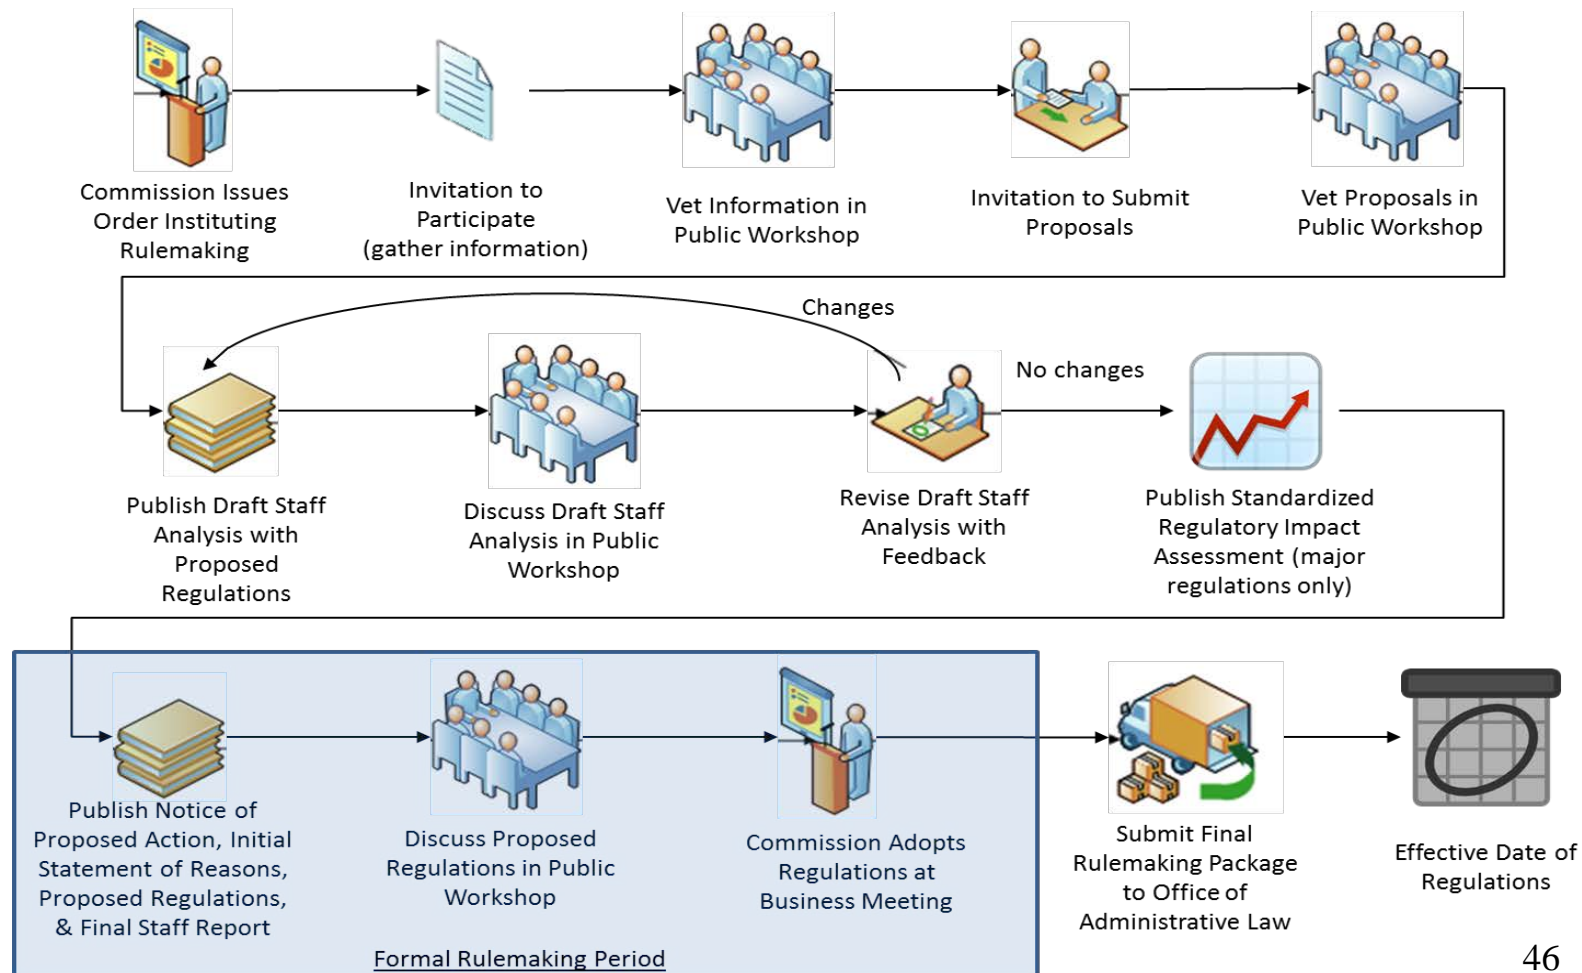 Commission Issues
Order Instituting
Rulemaking
Invitation to
Participate
(gather information)
Vet Information in
Public Workshop
Invitation to Submit
Proposals
Vet Proposals in
Public Workshop
Changes
No changes
Publish Draft Staff
Analysis with
Proposed
Regulations
Discuss Draft Staff
Analysis in Public
Workshop
Revise Draft Staff
Analysis with
Feedback
Publish Standardized
Regulatory Impact
Assessment (major
regulations only)
Publish Notice of
Proposed Action, Initial
Statement of Reasons,
Proposed Regulations,
& Final Staff Report
Discuss Proposed
Regulations in Public
Workshop
Commission Adopts
Regulations at
Business Meeting
Submit Final
Rulemaking Package
to Office of
Administrative Law
Effective Date of
Regulations
Formal Rulemaking Period
46